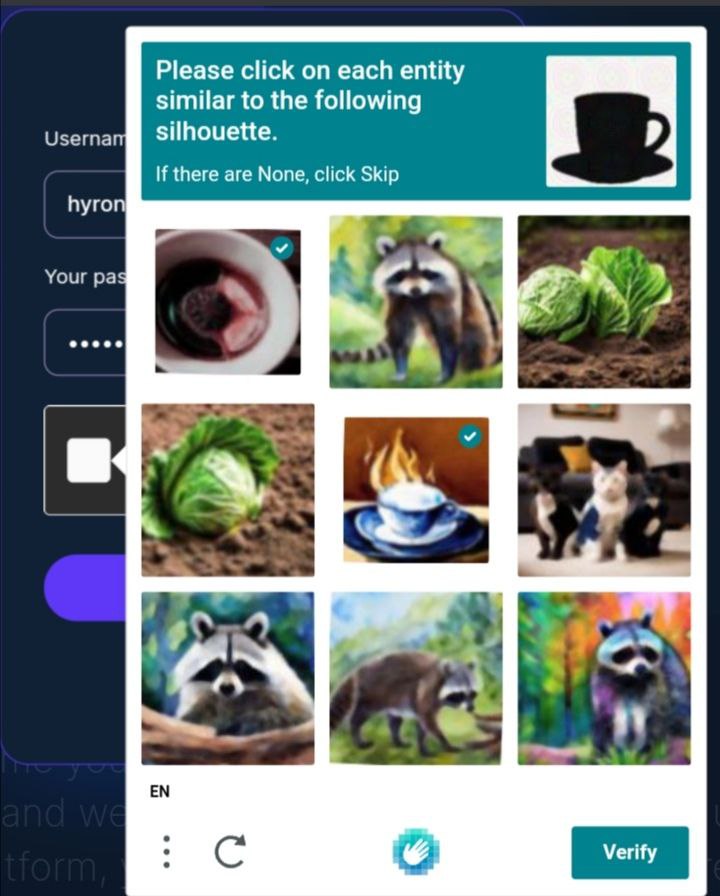 Please click on each entity
similar to the following
silhouette.
If there are None, click Skip
Usernam
hyron
Your pas
•••••
EN
and we
tform,
Verify